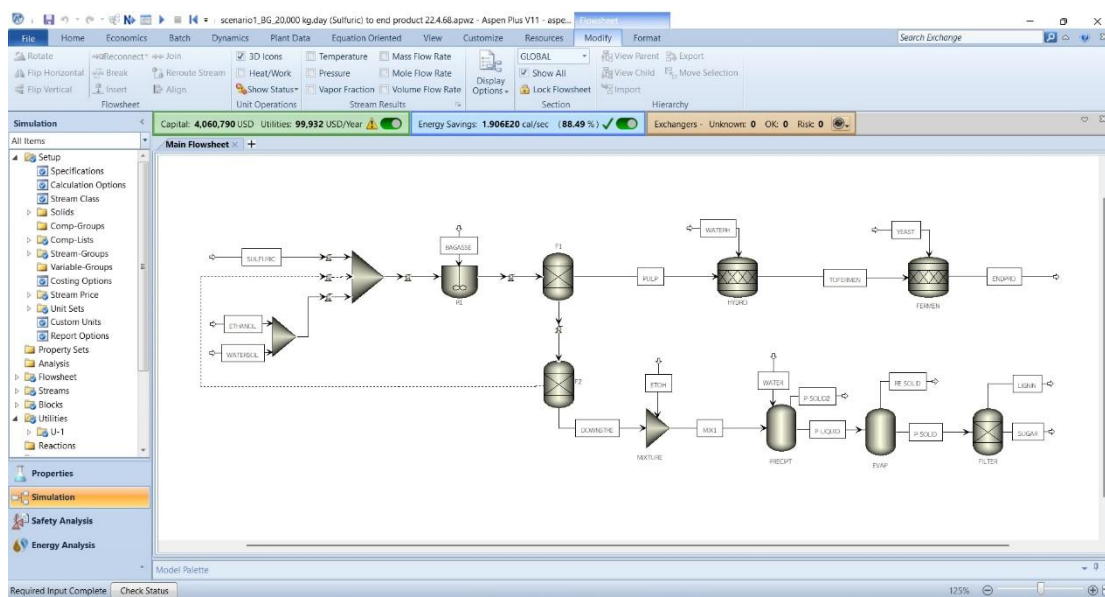 scenario1_BG_20,000 kg.day (Sulfuric) to end product 22.4.68.apwz - Aspen Plus V11 - aspe...
Flowsheet
File Home Economics Batch Dynamics Plant Data Equation Oriented View Customize Resources Modify Format
Search Exchange
Rotate Reconnect Join
Flip Horizontal Break Reroute Stream
Flip Vertical Insert Align
Flowsheet
3D Icons
Heat/Work
Show Status
Unit Operations
Temperature Mass Flow Rate
Pressure Mole Flow Rate
Vapor Fraction Volume Flow Rate
Stream Results
Display
Options
GLOBAL
Show All
Lock Flowsheet
Section
View Parent Export
View Child Move Selection
Import
Hierarchy
Simulation
All Items
Capital: 4,060,790 USD Utilities: 99,932 USD/Year
Energy Savings: 1.906E20 cal/sec (88.49 %)
Exchangers - Unknown: 0 OK: 0 Risk: 0
Main Flowsheet × +
Setup
Specifications
Calculation Options
Stream Class
Solids
Comp-Groups
Comp-Lists
Stream-Groups
Variable-Groups
Costing Options
Stream Price
Unit Sets
Custom Units
Report Options
Property Sets
Analysis
Flowsheet
Streams
Blocks
Utilities
U-1
Reactions
Properties
Simulation
Safety Analysis
Energy Analysis
SULFURIC
ETHANOL
WATERSOL
BAGASSE
R1
F1
PULP
WATERH
HYDRO
TOFERMEN
YEAST
FERMEN
ENDPRO
F2
DOWNSTRE
ETOH
MIXTURE
MIX1
WATER
PRECIPT
P SOLID2
P LIQUID
RE SOLID
EVAP
P SOLID
LIGNIN
FILTER
SUGAR
Model Palette
Required Input Complete Check Status
125%